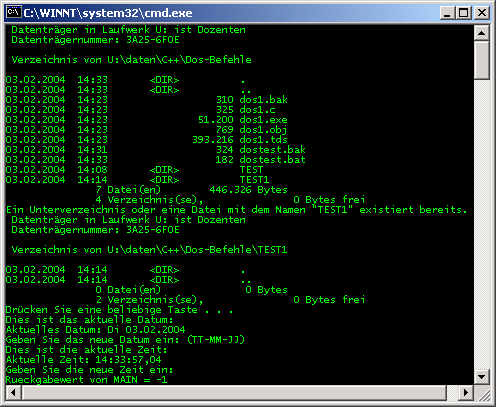 C:\WINNT\system32\cmd.exe
Datenträger in Laufwerk U: ist Dozenten
Datenträgernummer: 3A25-6F0E
Verzeichnis von U:\daten\C++\Dos-Befehle
03.02.2004  14:33       <DIR>          .
03.02.2004  14:33       <DIR>          ..
03.02.2004  14:23                  310 dos1.bak
03.02.2004  14:23                  325 dos1.c
03.02.2004  14:23               51.200 dos1.exe
03.02.2004  14:23                  769 dos1.obj
03.02.2004  14:23              393.216 dos1.tds
03.02.2004  14:31                  324 dostest.bak
03.02.2004  14:33                  182 dostest.bat
03.02.2004  14:08       <DIR>          TEST
03.02.2004  14:14       <DIR>          TEST1
7 Datei(en)        446.326 Bytes
4 Verzeichnis(se),               0 Bytes frei
Ein Unterverzeichnis oder eine Datei mit dem Namen "TEST1" existiert bereits.
Datenträger in Laufwerk U: ist Dozenten
Datenträgernummer: 3A25-6F0E
Verzeichnis von U:\daten\C++\Dos-Befehle\TEST1
03.02.2004  14:14       <DIR>          .
03.02.2004  14:14       <DIR>          ..
0 Datei(en)              0 Bytes
2 Verzeichnis(se),               0 Bytes frei
Drücken Sie eine beliebige Taste . . .
Dies ist das aktuelle Datum:
Aktuelles Datum: Di 03.02.2004
Geben Sie das neue Datum ein: (TT-MM-JJ)
Dies ist die aktuelle Zeit:
Aktuelle Zeit: 14:33:57,04
Geben Sie die neue Zeit ein:
Rueckgabewert von MAIN = -1